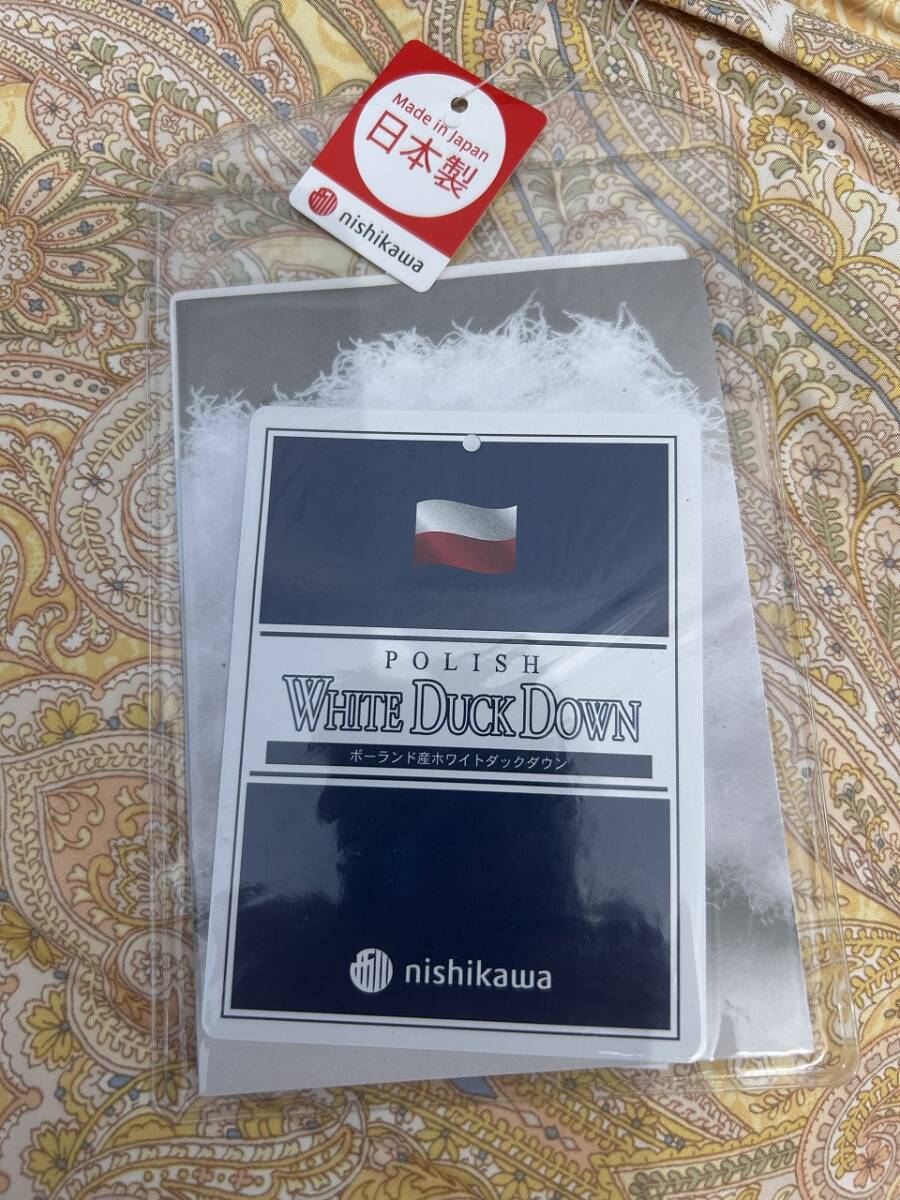 Made in Japan
日本製
nishikawa
POLISH
WHITE DUCK DOWN
ポーランド産ホワイトダックダウン
nishikawa